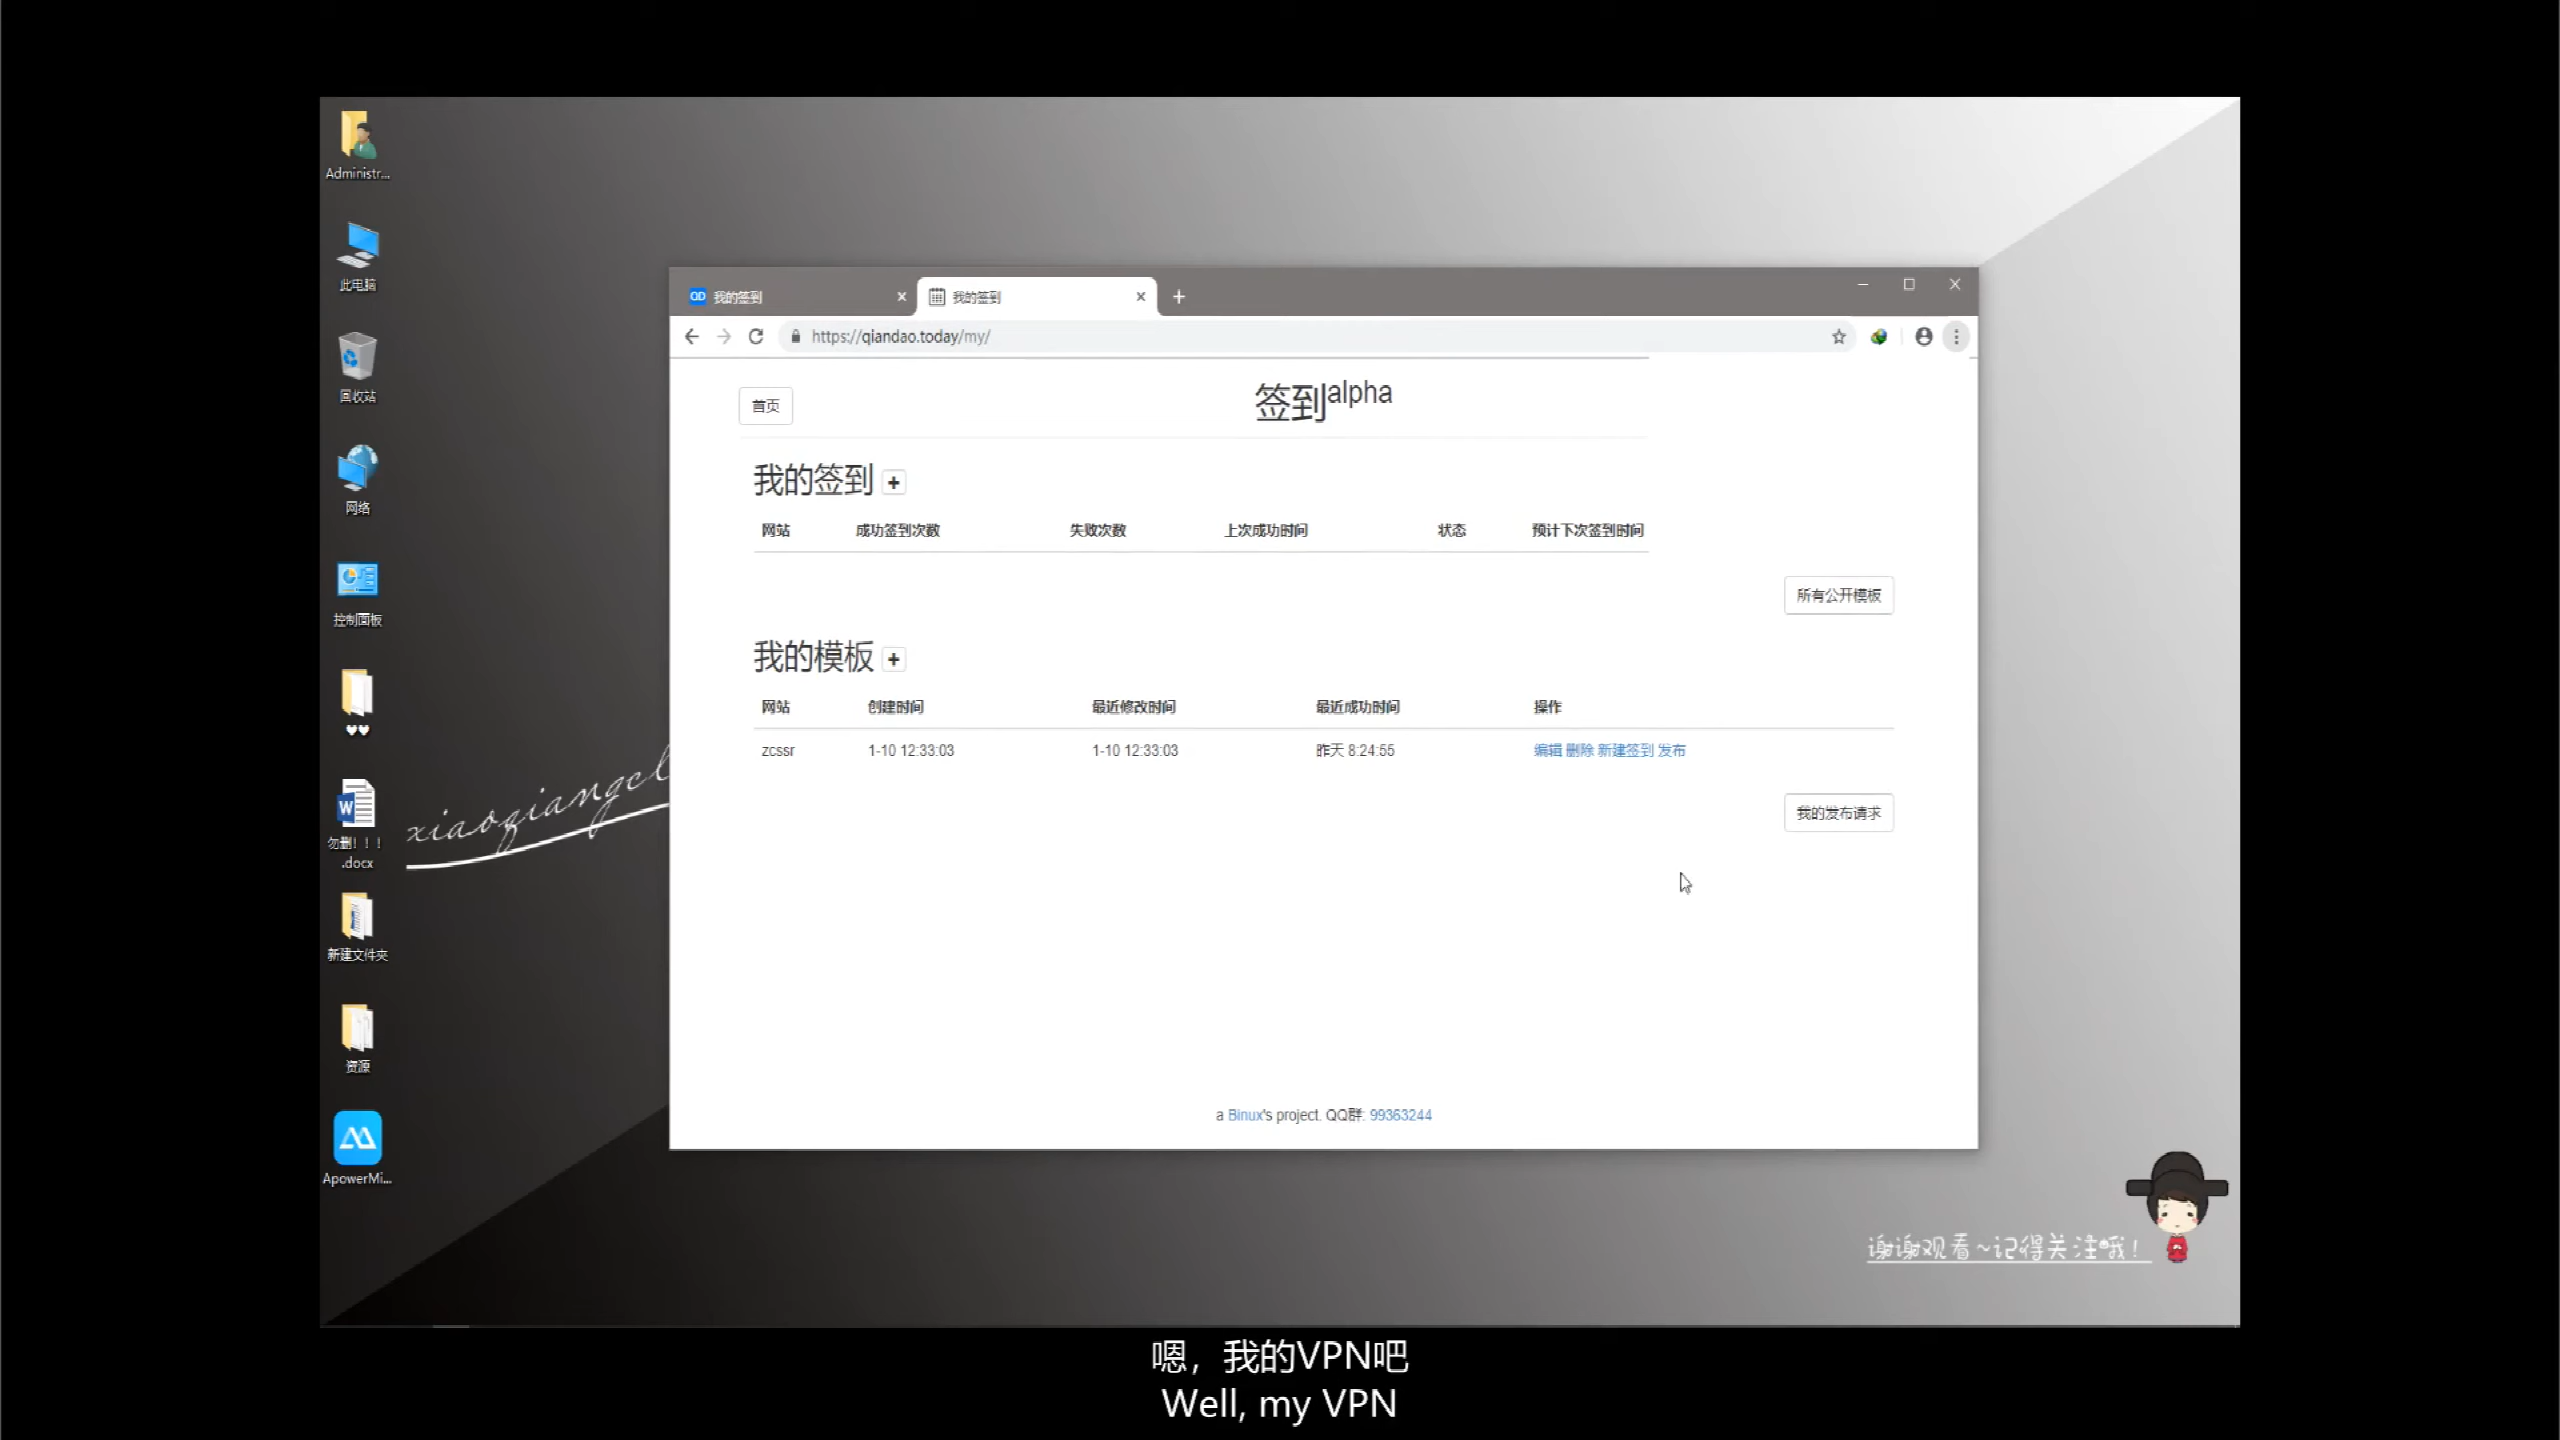 Administr...
此电脑
回收站
网络
控制面板
♥♥
勿删！！！
.docx
新建文件夹
资源
ApowerMi...
xiaoqiangcl
QD 我的签到
我的签到
https://qiandao.today/my/
首页
签到alpha
我的签到 +
网站 成功签到次数 失败次数 上次成功时间 状态 预计下次签到时间
所有公开模板
我的模板 +
网站 创建时间 最近修改时间 最近成功时间 操作
zcssr 1-10 12:33:03 1-10 12:33:03 昨天 8:24:55 编辑 删除 新建签到 发布
我的发布请求
a Binux's project. QQ群: 99363244
谢谢观看~记得关注哦！
嗯，我的VPN吧
Well, my VPN